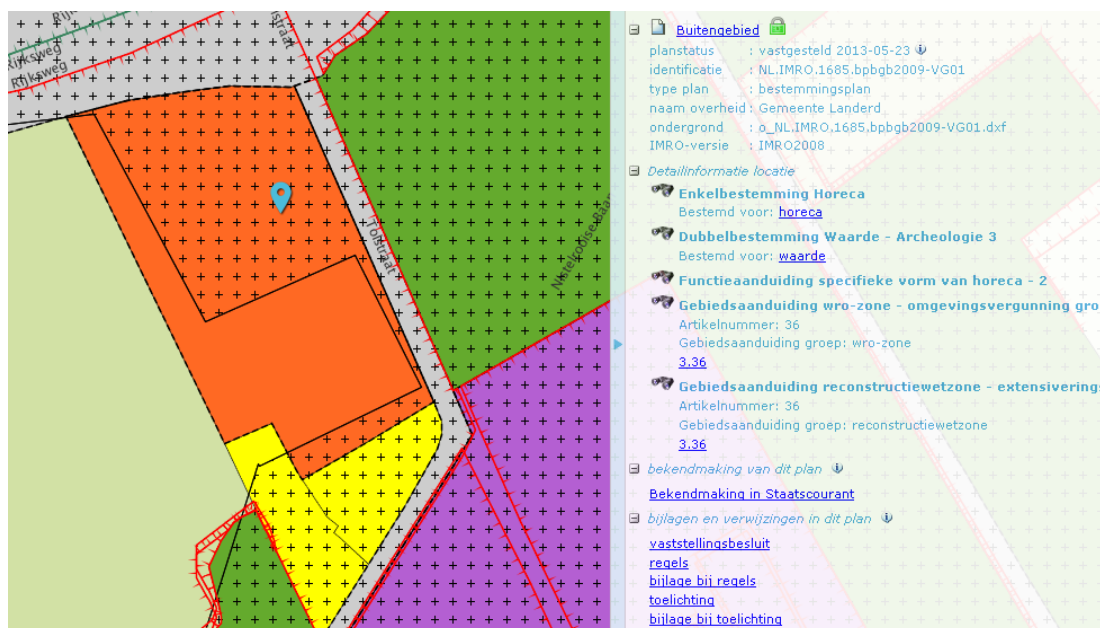 Rijksweg
Rijksweg
Tolstraat
Buitengebied
planstatus : vastgesteld 2013-05-23
identificatie : NL.IMRO.1685.bpbgb2009-VG01
type plan : bestemmingsplan
naam overheid : Gemeente Landerd
ondergrond : o_NL.IMRO.1685.bpbgb2009-VG01.dxf
IMRO-versie : IMRO2008
Detailinformatie locatie
Enkelbestemming Horeca
Bestemd voor: horeca
Dubbelbestemming Waarde - Archeologie 3
Bestemd voor: waarde
Functieaanduiding specifieke vorm van horeca - 2
Gebiedsaanduiding wro-zone - omgevingsvergunning gro
Artikelnummer: 36
Gebiedsaanduiding groep: wro-zone
3.36
Gebiedsaanduiding reconstructiewetzone - extensiverings
Artikelnummer: 36
Gebiedsaanduiding groep: reconstructiewetzone
3.36
bekendmaking van dit plan
Bekendmaking in Staatscourant
bijlagen en verwijzingen in dit plan
vaststellingsbesluit
regels
bijlage bij regels
toelichting
bijlage bij toelichting